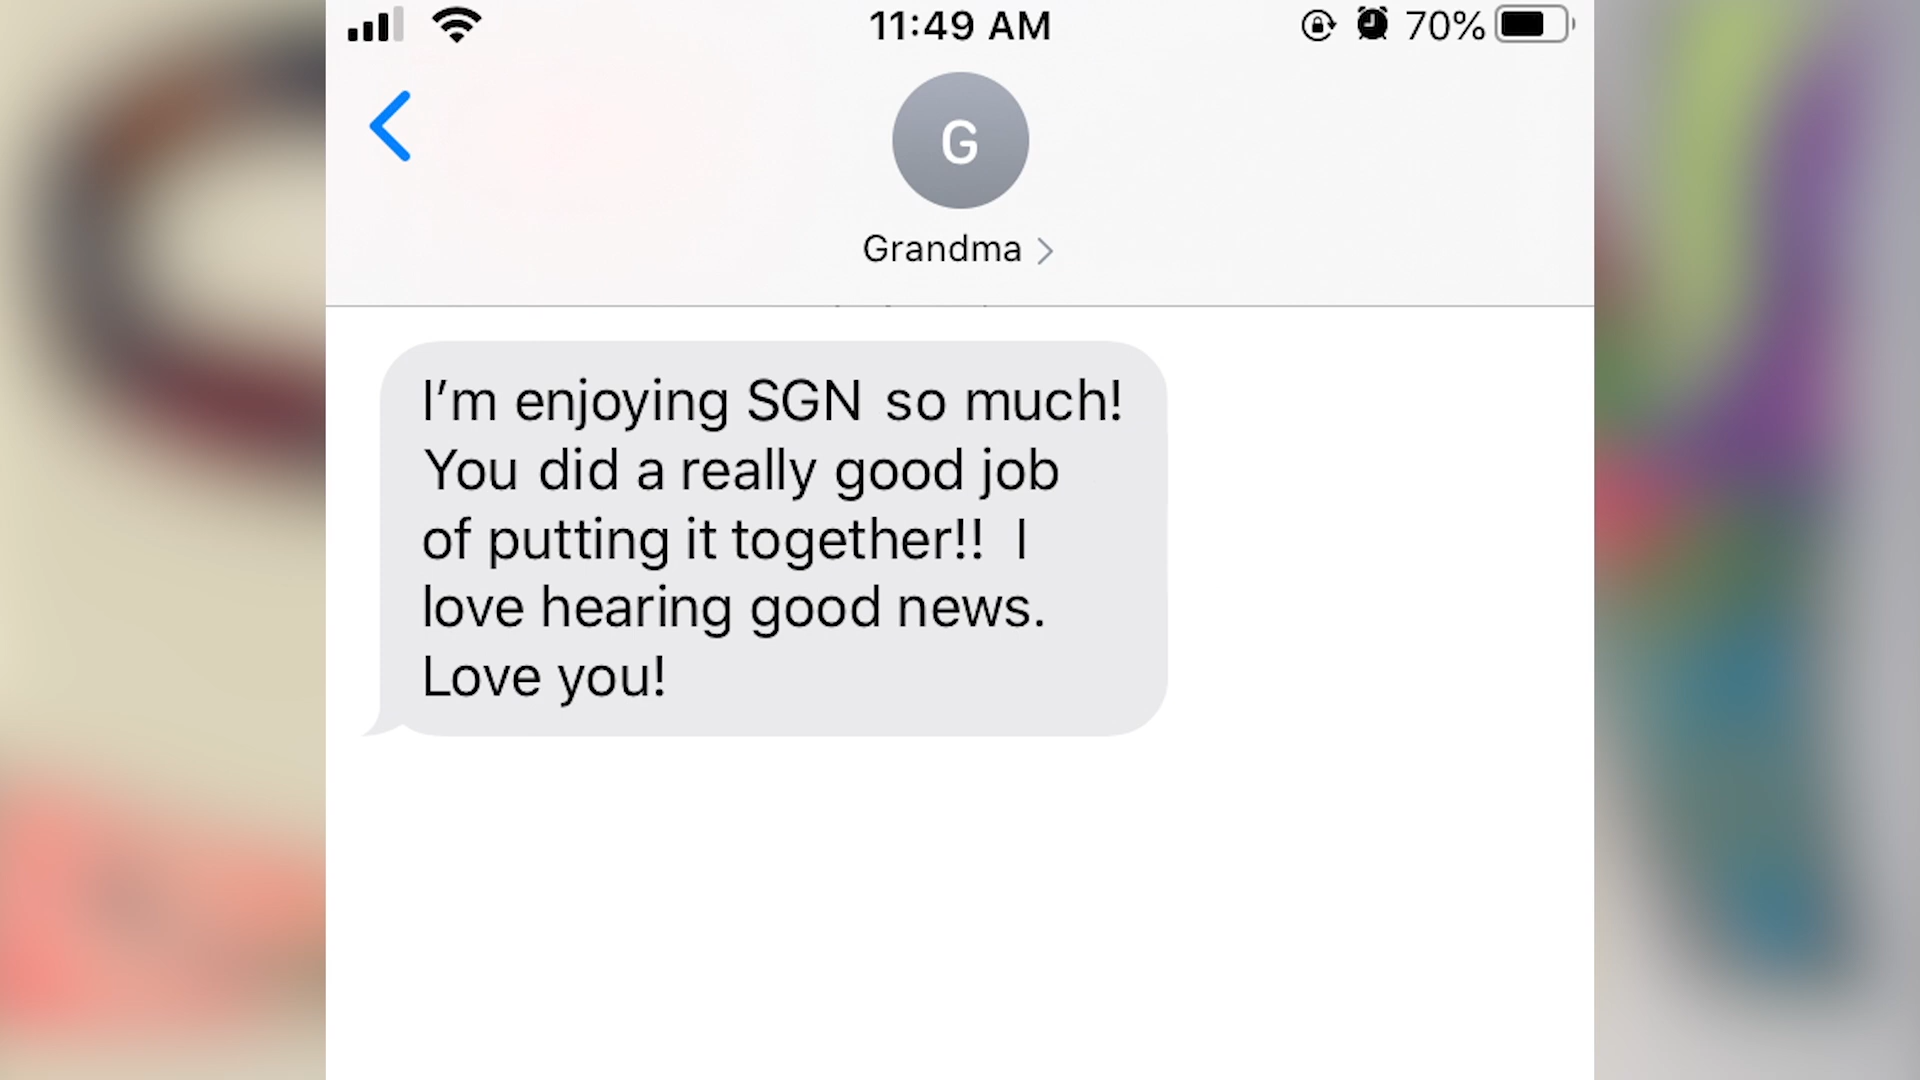 11:49 AM 70%
G
Grandma
I'm enjoying SGN so much!
You did a really good job
of putting it together!! I
love hearing good news.
Love you!